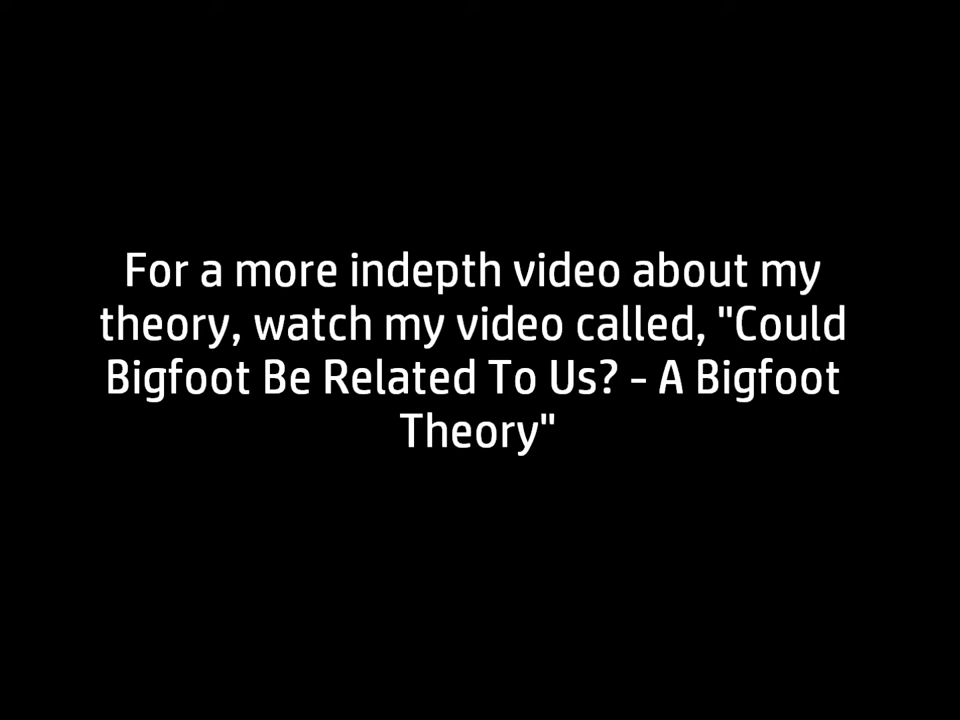 For a more indepth video about my
theory, watch my video called, "Could
Bigfoot Be Related To Us? - A Bigfoot
Theory"